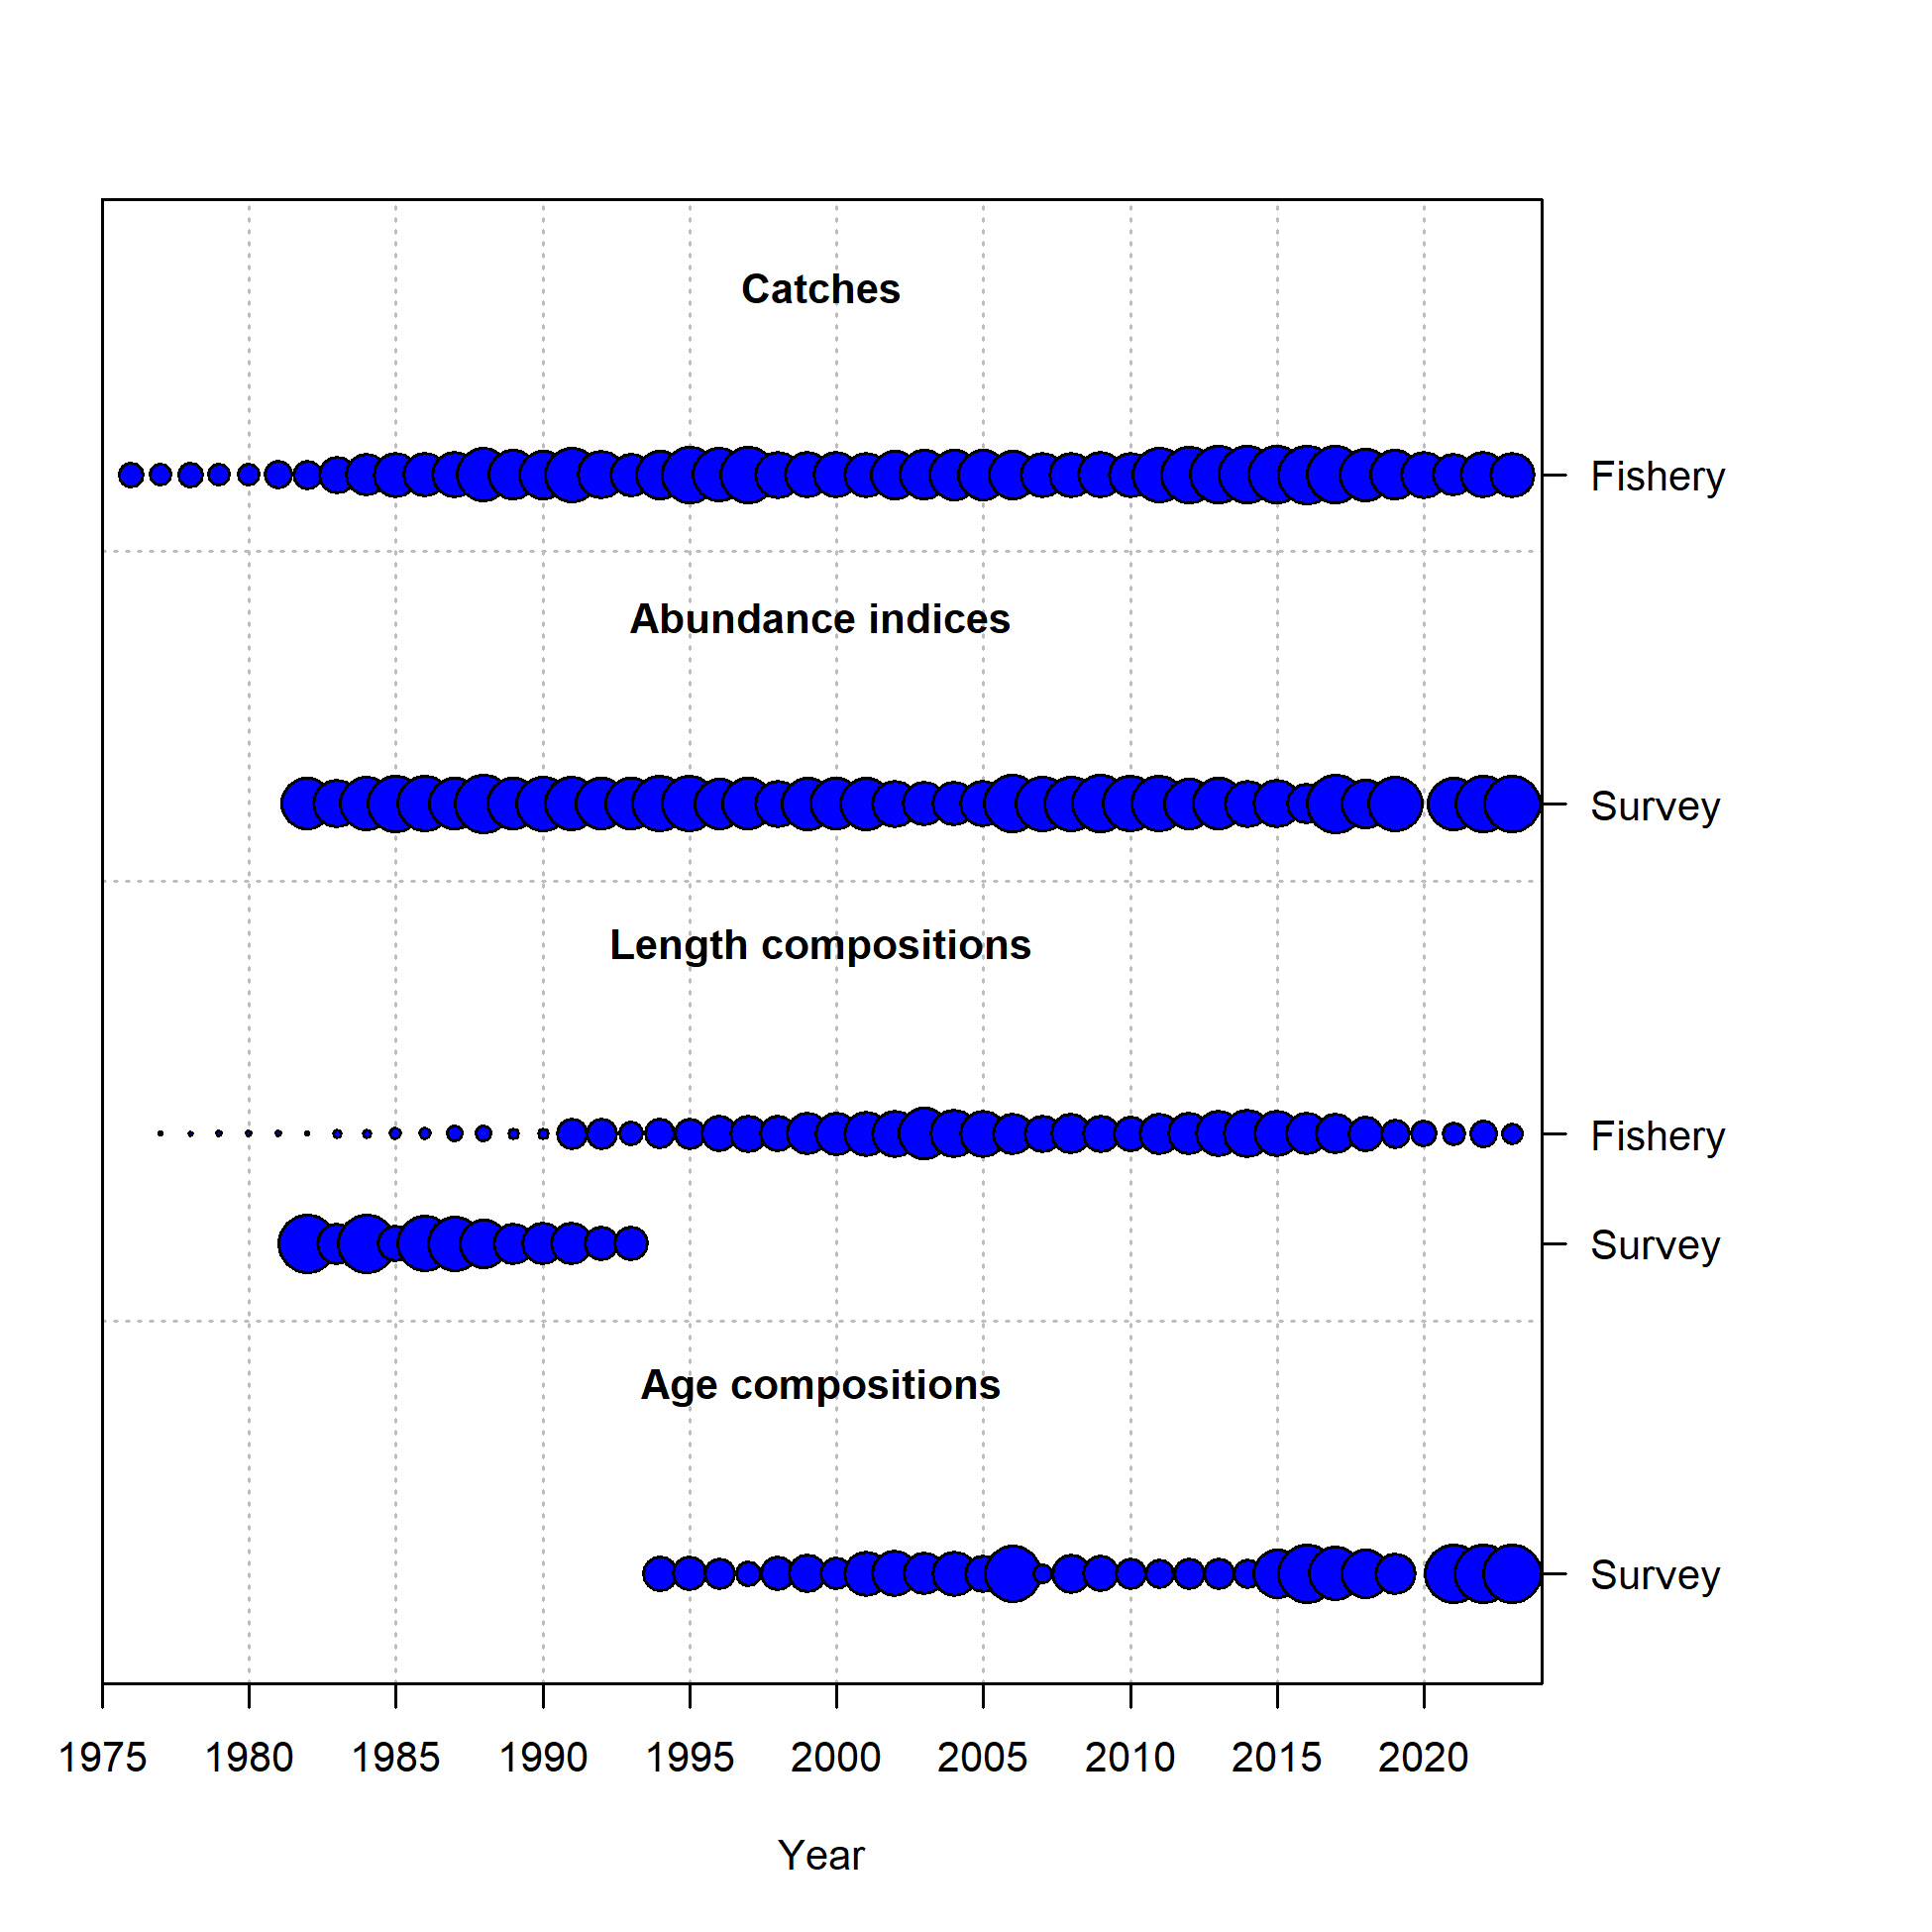 Catches
Fishery
Abundance indices
Survey
Length compositions
Fishery
Survey
Age compositions
Survey
1975 1980 1985 1990 1995 2000 2005 2010 2015 2020
Year